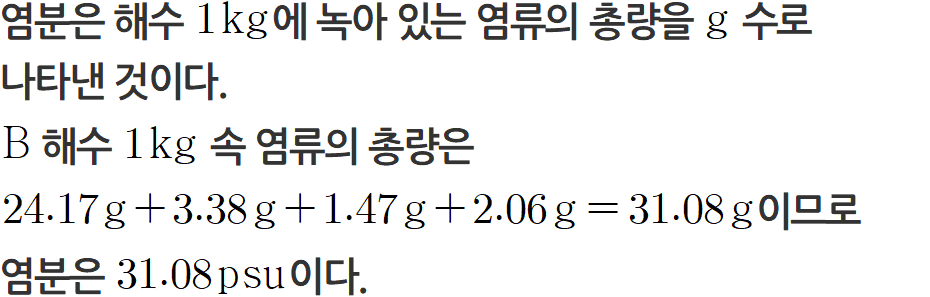 염분은 해수 1kg에 녹아 있는 염류의 총량을 g 수로
나타낸 것이다.
B 해수 1kg 속 염류의 총량은
24.17g+3.38g+1.47g+2.06g=31.08g이므로
염분은 31.08psu이다.